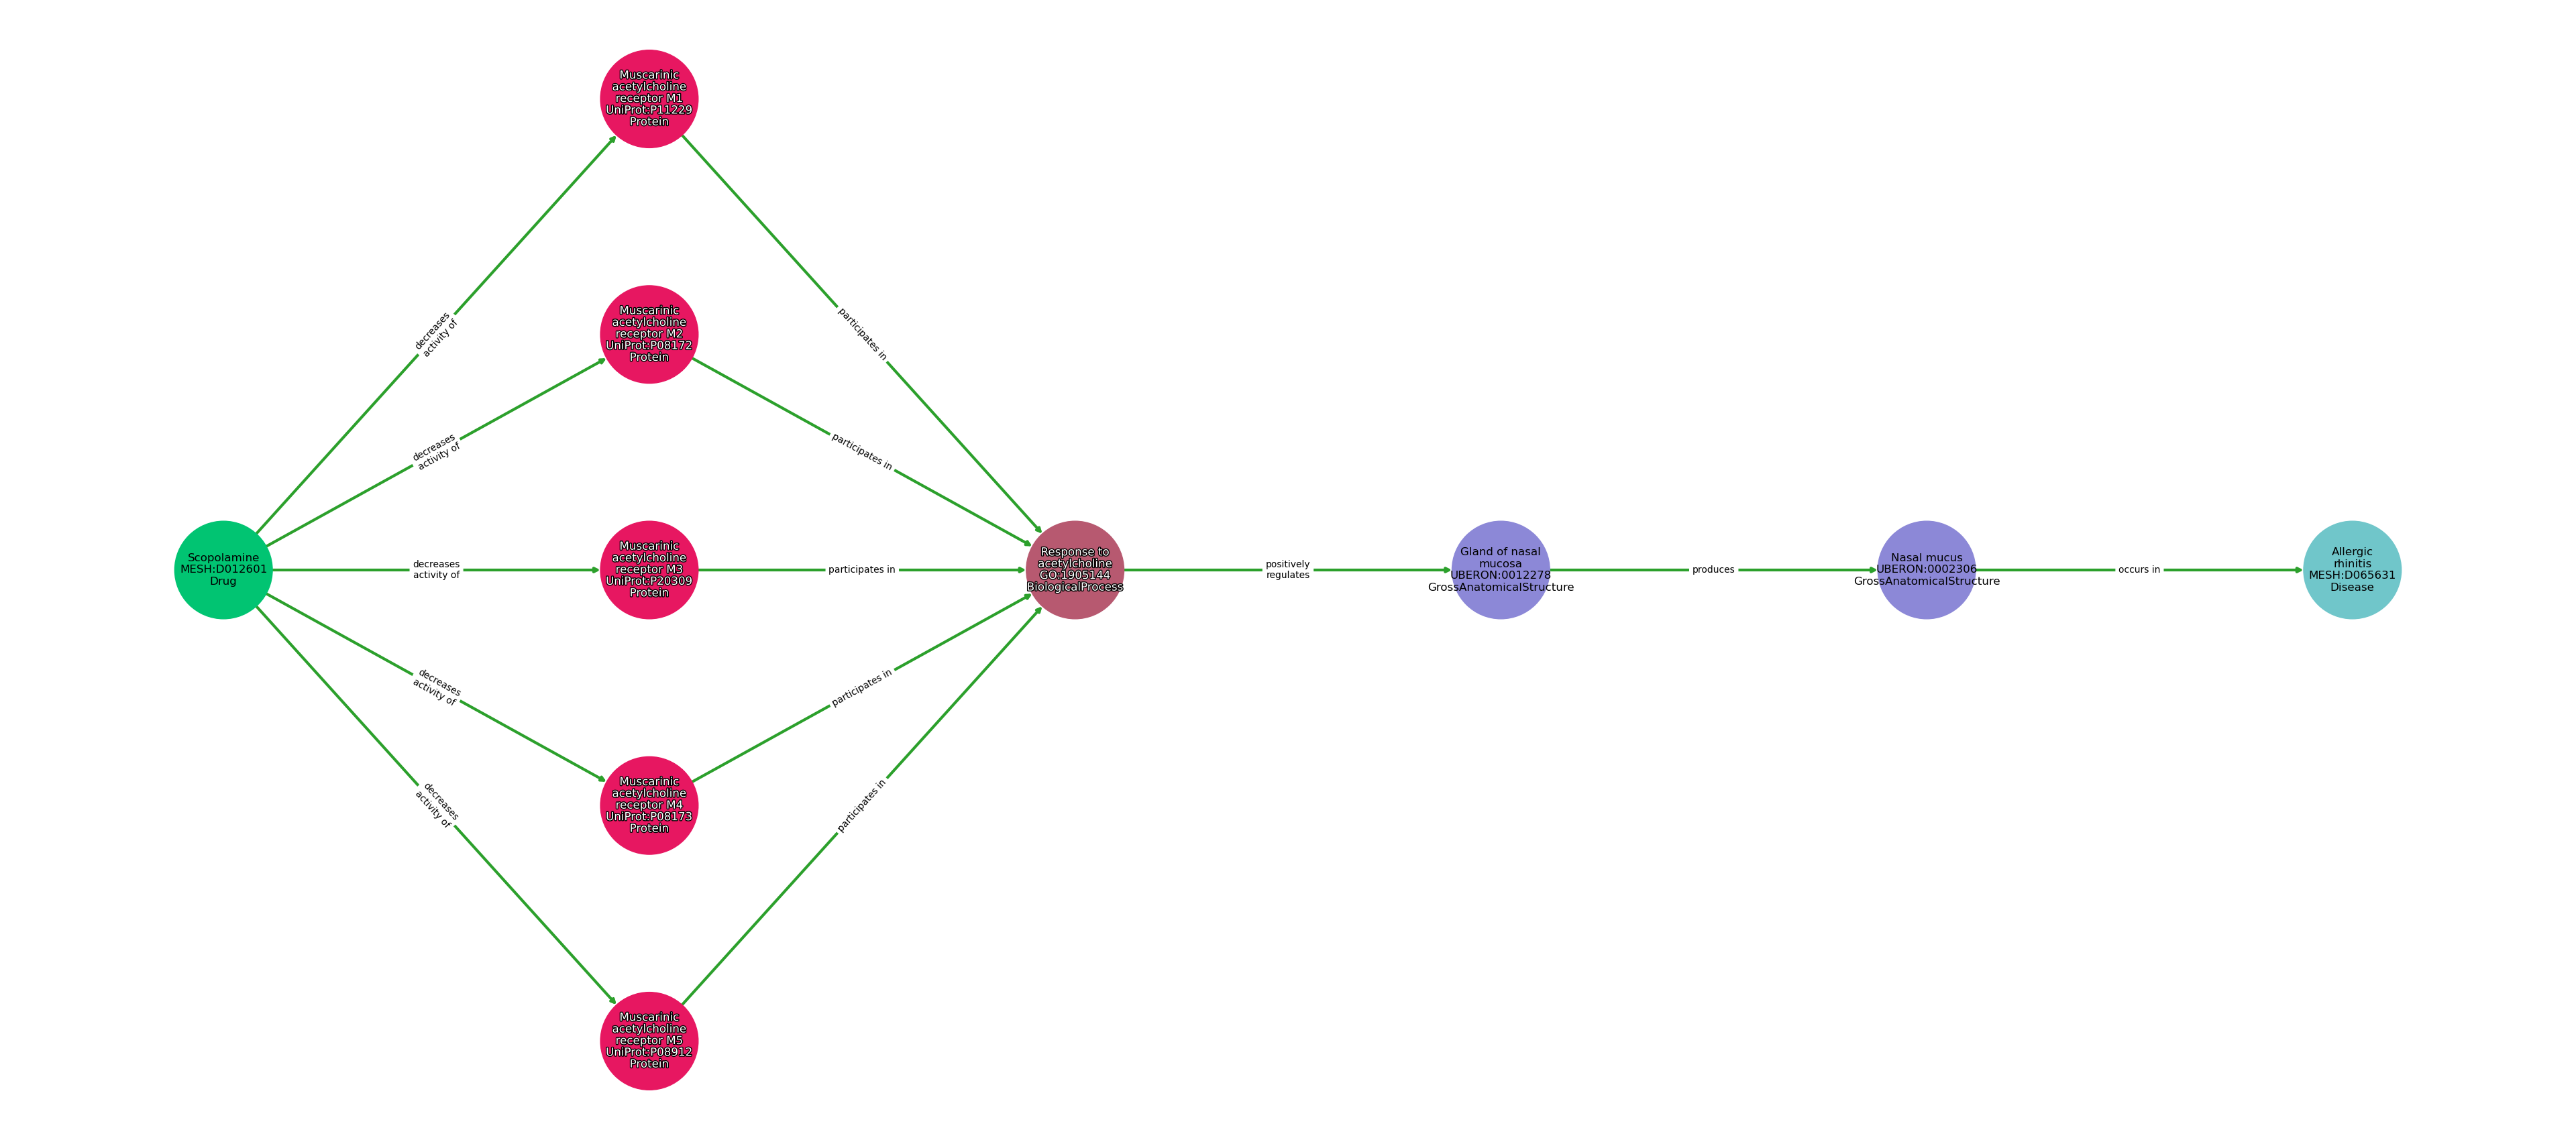 Muscarinic
acetylcholine
receptor M1
UniProt:P11229
Protein
decreases
activity of
participates in
Muscarinic
acetylcholine
receptor M2
UniProt:P08172
Protein
decreases
activity of
participates in
Scopolamine
MESH:D012601
Drug
decreases
activity of
Muscarinic
acetylcholine
receptor M3
UniProt:P20309
Protein
participates in
Response to
acetylcholine
GO:1905144
BiologicalProcess
positively
regulates
Gland of nasal
mucosa
UBERON:0012278
GrossAnatomicalStructure
produces
Nasal mucus
UBERON:0002306
GrossAnatomicalStructure
occurs in
Allergic
rhinitis
MESH:D065631
Disease
decreases
activity of
participates in
Muscarinic
acetylcholine
receptor M4
UniProt:P08173
Protein
decreases
activity of
participates in
Muscarinic
acetylcholine
receptor M5
UniProt:P08912
Protein